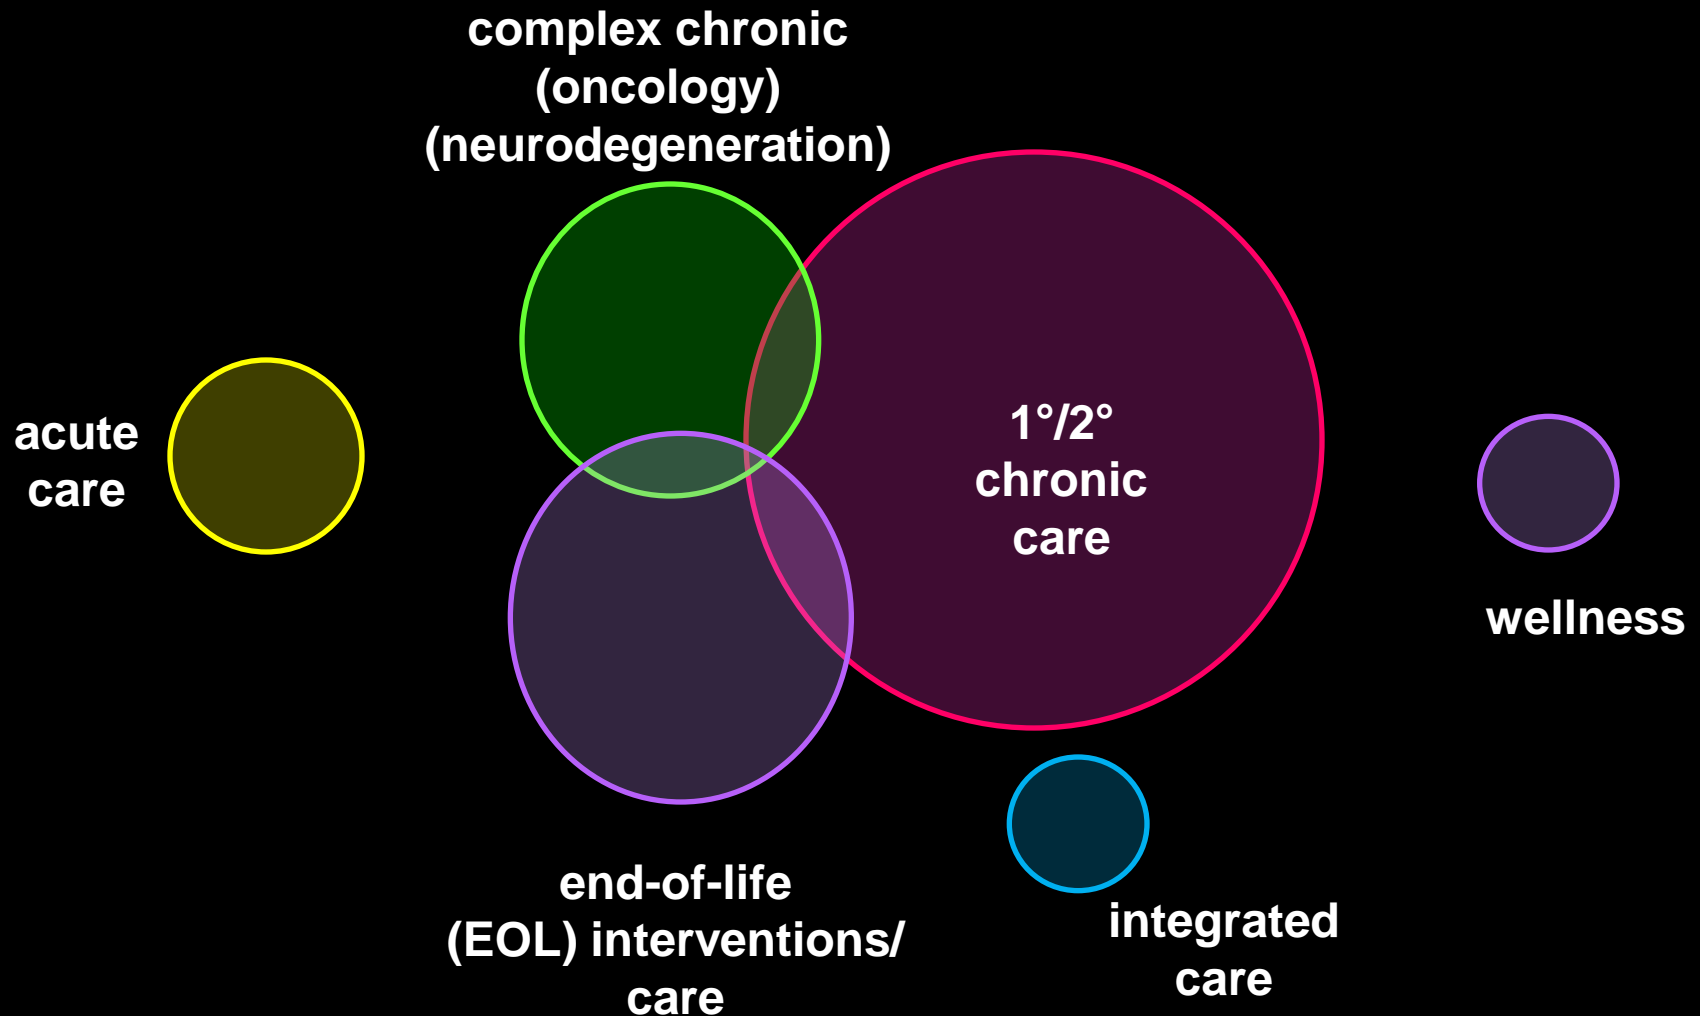 complex chronic
(oncology)
(neurodegeneration)
acute
care
1°/2°
chronic
care
wellness
end-of-life
(EOL) interventions/
care
integrated
care